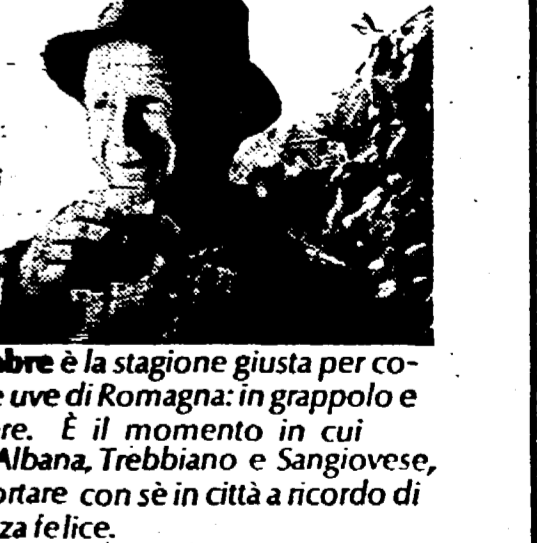 bre è la stagione giusta per co-
uve di Romagna: in grappolo e
re. È il momento in cui
Albana, Trebbiano e Sangiovese,
ortare con sè in città a ricordo di
za felice.